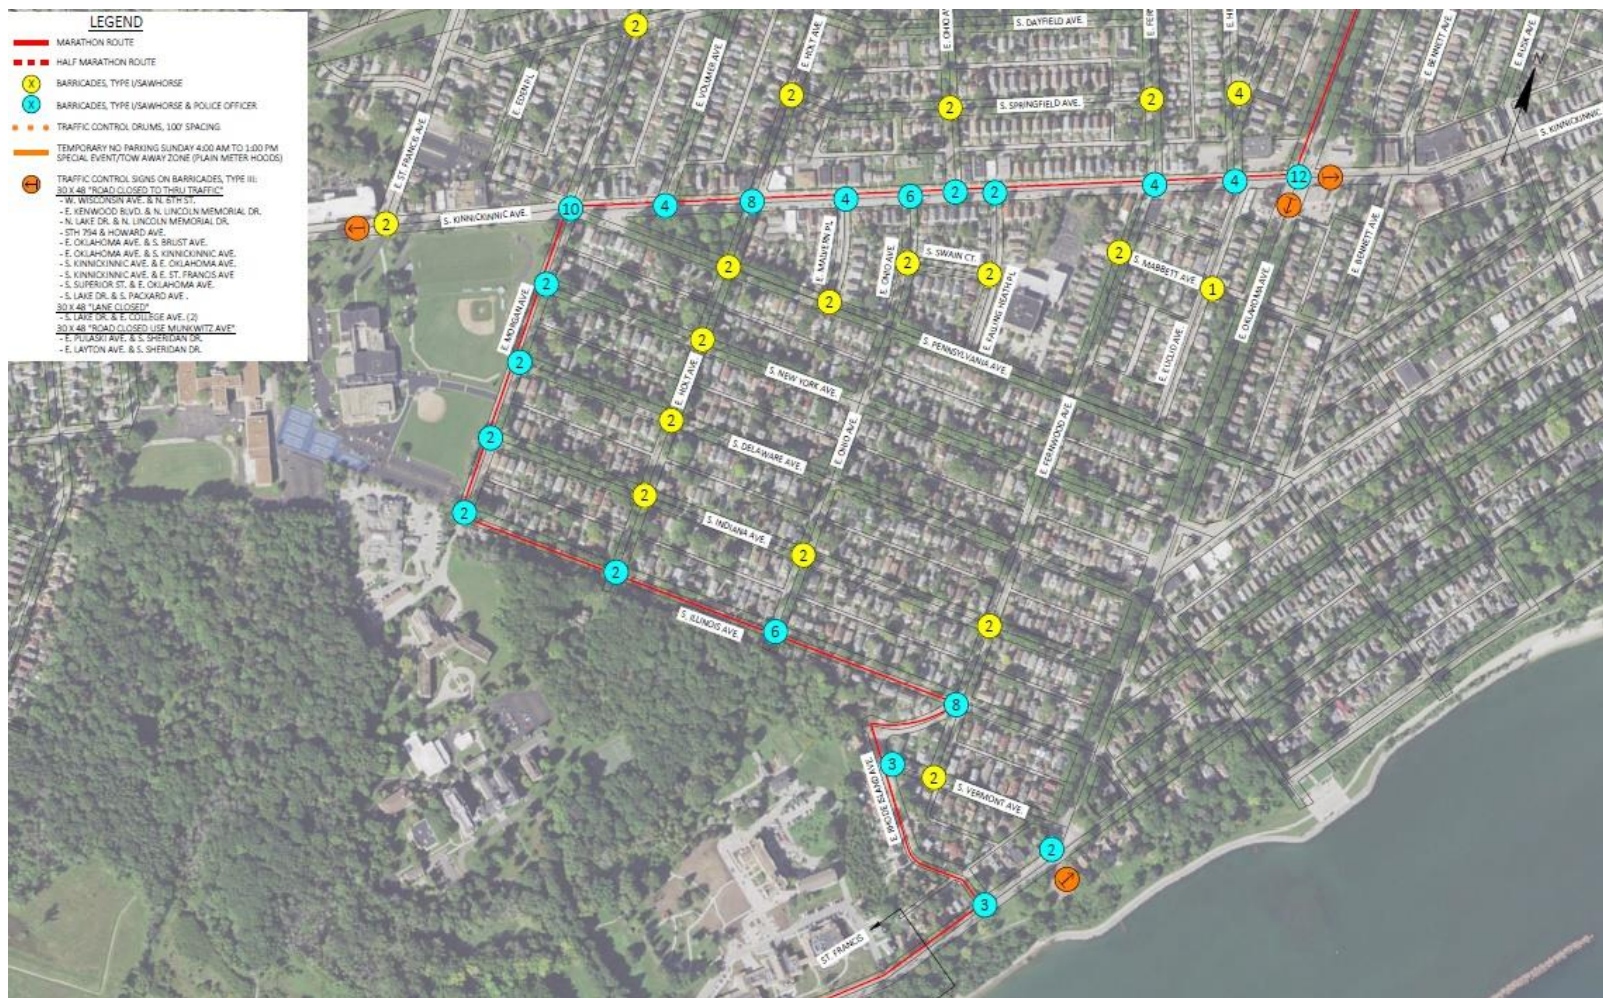 LEGEND
MARATHON ROUTE
HALF MARATHON ROUTE
X BARRICADES, TYPE I/SAWHORSE
X BARRICADES, TYPE I/SAWHORSE & POLICE OFFICER
TRAFFIC CONTROL DRUMS, 100' SPACING
TEMPORARY NO PARKING SUNDAY 4:00 AM TO 1:00 PM
SPECIAL EVENT/TOW AWAY ZONE (PLAIN METER HOODS)
TRAFFIC CONTROL SIGNS ON BARRICADES, TYPE III:
30 X 48 "ROAD CLOSED TO THRU TRAFFIC"
- W. WISCONSIN AVE. & N. 6TH ST.
- E. KENWOOD BLVD. & N. LINCOLN MEMORIAL DR.
- N. LAKE DR. & N. LINCOLN MEMORIAL DR.
- STH 794 & HOWARD AVE.
- E. OKLAHOMA AVE. & S. BRUST AVE.
- E. OKLAHOMA AVE. & S. KINNICKINNIC AVE.
- S. KINNICKINNIC AVE. & E. OKLAHOMA AVE.
- S. KINNICKINNIC AVE. & E. ST. FRANCIS AVE
- S. SUPERIOR ST. & E. OKLAHOMA AVE.
- S. LAKE DR. & S. PACKARD AVE .
30 X 48 "LANE CLOSED"
- S. LAKE DR. & E. COLLEGE AVE. (2)
30 X 48 "ROAD CLOSED USE MUNKWITZ AVE"
- E. PULASKI AVE. & S. SHERIDAN DR.
- E. LAYTON AVE. & S. SHERIDAN DR.
2
E. HOLT AVE.
E. OHIO AV
S. DAYFIELD AVE.
E. FER
E. H
E. BENNETT AVE.
E. RUSK AVE.
N
E. EDEN PL
E. VOLLMER AVE.
2
2
S. SPRINGFIELD AVE.
2
4
E. ST. FRANCIS AVE.
S. KINNICKINNIC
2
S. KINNICKINNIC AVE.
10
4
8
4
6
2
2
4
4
12
2
E. MALVERN PL
E. OHIO AVE.
2
S. SWAIN CT.
2
2
S. MABBETT AVE.
1
E. BENNETT AVE.
2
E. MORGAN AVE.
2
E. FALLING HEATH PL
E. OKLAHOMA AVE.
2
2
S. NEW YORK AVE.
S. PENNSYLVANIA AVE.
E. EUCLID AVE.
E. HOLT AVE.
2
2
S. DELAWARE AVE.
E. OHIO AVE.
E. FERNWOOD AVE.
2
2
S. INDIANA AVE.
2
2
S. ILLINOIS AVE.
6
2
8
3
E. RHODE ISLAND AVE.
2
S. VERMONT AVE.
2
3
ST. FRANCIS